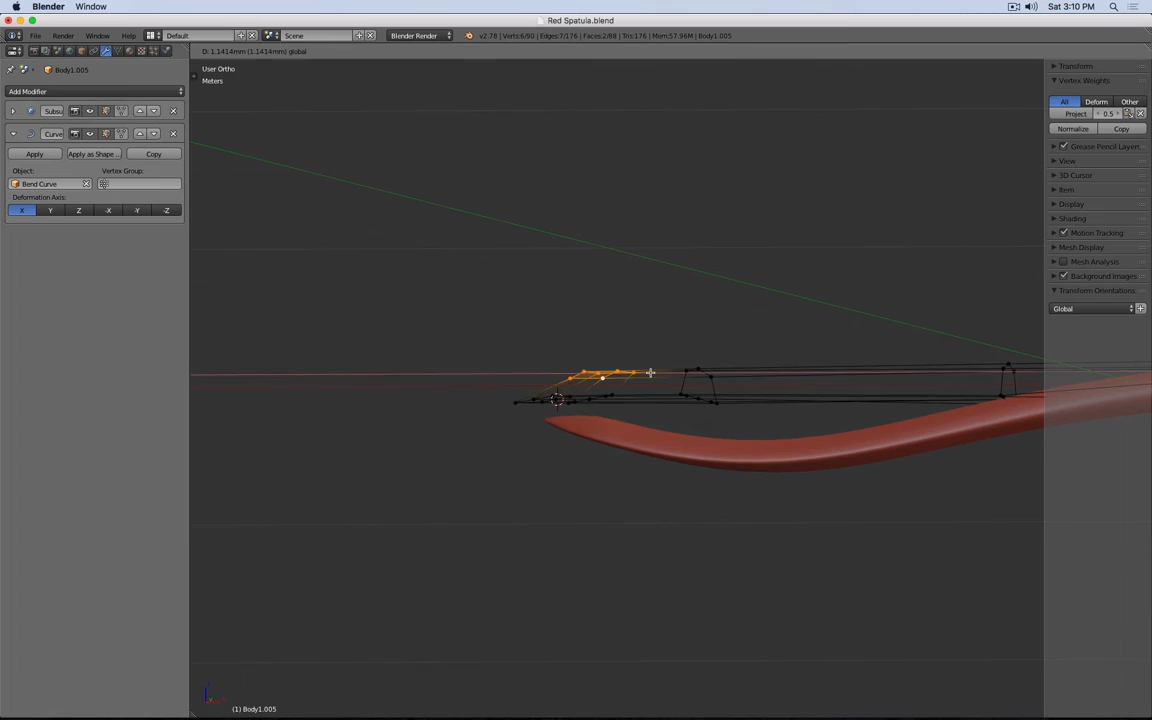 Blender Window
Sat 3:10 PM
Red Spatula.blend
File Render Window Help
Default
Scene
Blender Render
v2.78 | Verts:6/90 | Edges:7/176 | Faces:2/88 | Tris:176 | Mem:57.96M | Body1.005
D: 1.1414mm (1.1414mm) global
Body1.005
User Ortho
Meters
Add Modifier
Subsu
Curve
Apply
Apply as Shape ..
Copy
Object:
Vertex Group:
Bend Curve
Deformation Axis:
X Y Z -X -Y -Z
Transform
Vertex Weights
All Deform Other
Project 0.5
Normalize Copy
Grease Pencil Layers
View
3D Cursor
Item
Display
Shading
Motion Tracking
Mesh Display
Mesh Analysis
Background Images
Transform Orientations
Global
(1) Body1.005